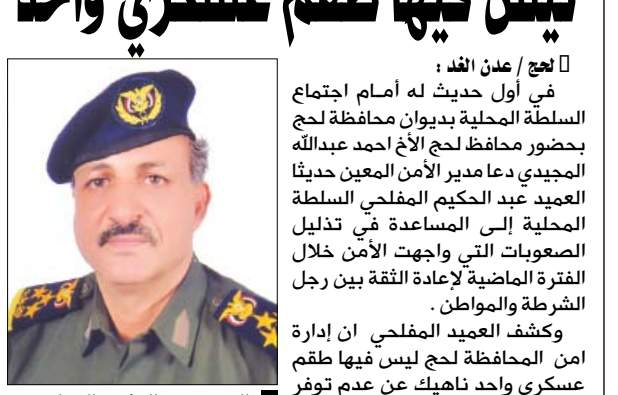 ليس فيها طقم عسكري واحد
لحج / عدن الغد :
في أول حديث له أمـام اجتماع
السلطة المحلية بديوان محافظة لحج
بحضور محافظ لحج الأخ احمد عبدالله
المجيدي دعا مدير الأمن المعين حديثا
العميد عبد الحكيم المفلحي السلطة
المحلية إلـى المساعدة في تذليل
الصعوبات التي واجهت الأمن خلال
الفترة الماضية لإعادة الثقة بين رجل
الشرطة والمواطن .
وكشف العميد المفلحي ان إدارة
امن المحافظة لحج ليس فيها طقم
عسكري واحد ناهيك عن عدم توفر